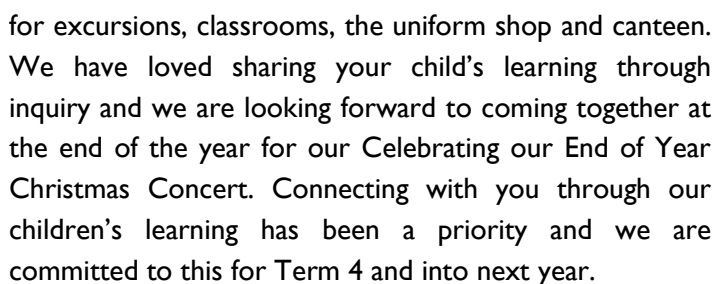 for excursions, classrooms, the uniform shop and canteen.
We have loved sharing your child’s learning through
inquiry and we are looking forward to coming together at
the end of the year for our Celebrating our End of Year
Christmas Concert. Connecting with you through our
children’s learning has been a priority and we are
committed to this for Term 4 and into next year.